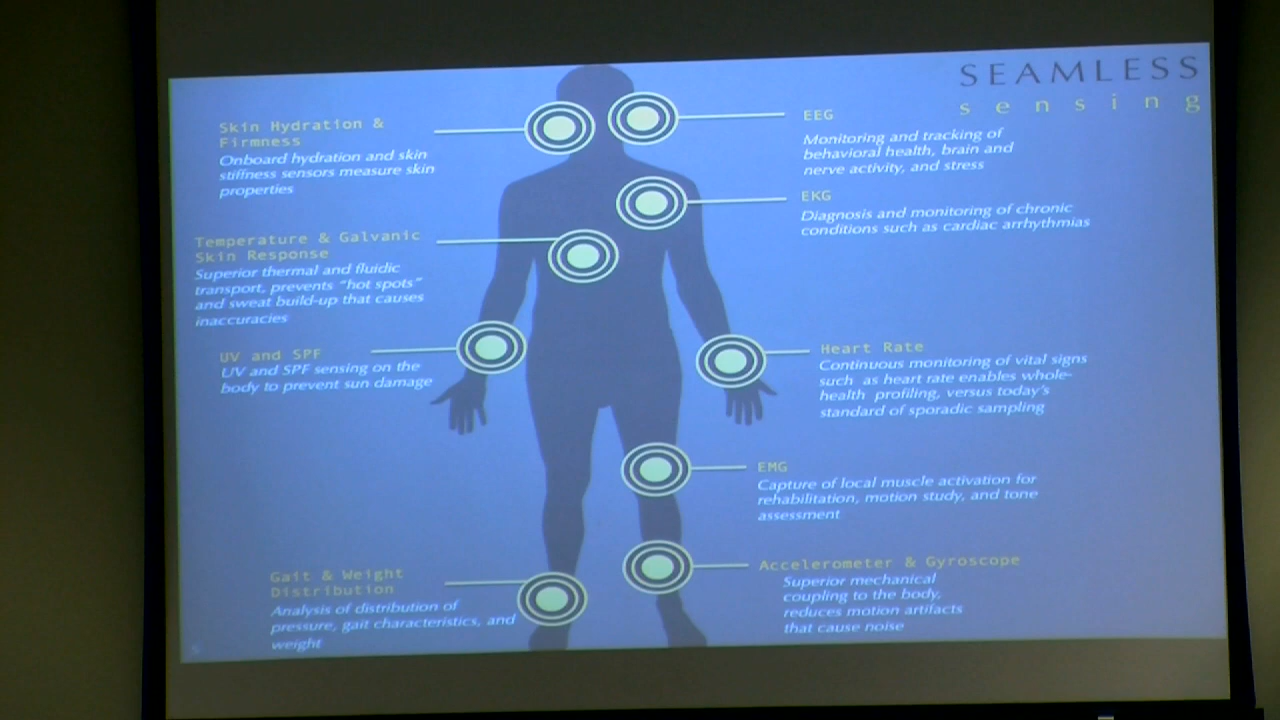 SEAMLESS
sensing
Skin Hydration &
Firmness
Onboard hydration and skin
stiffness sensors measure skin
properties
Temperature & Galvanic
Skin Response
Superior thermal and fluidic
transport, prevents "hot spots"
and sweat build-up that causes
inaccuracies
UV and SPF
UV and SPF sensing on the
body to prevent sun damage
Gait & Weight
Distribution
Analysis of distribution of
pressure, gait characteristics, and
weight
EEG
Monitoring and tracking of
behavioral health, brain and
nerve activity, and stress
EKG
Diagnosis and monitoring of chronic
conditions such as cardiac arrhythmias
Heart Rate
Continuous monitoring of vital signs
such as heart rate enables whole-
health profiling, versus today's
standard of sporadic sampling
EMG
Capture of local muscle activation for
rehabilitation, motion study, and tone
assessment
Accelerometer & Gyroscope
Superior mechanical
coupling to the body,
reduces motion artifacts
that cause noise